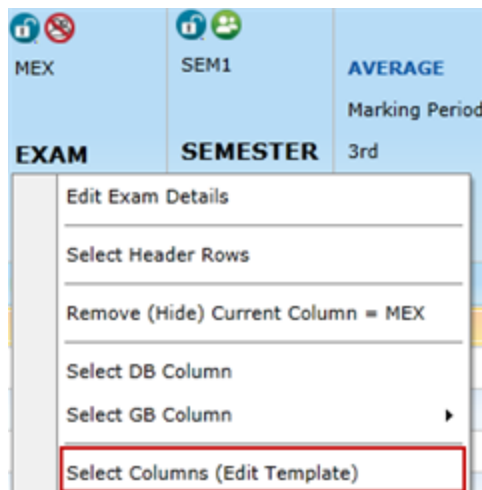 MEX
SEM1
AVERAGE
Marking Period
EXAM
SEMESTER
3rd
Edit Exam Details
Select Header Rows
Remove (Hide) Current Column = MEX
Select DB Column
Select GB Column
Select Columns (Edit Template)